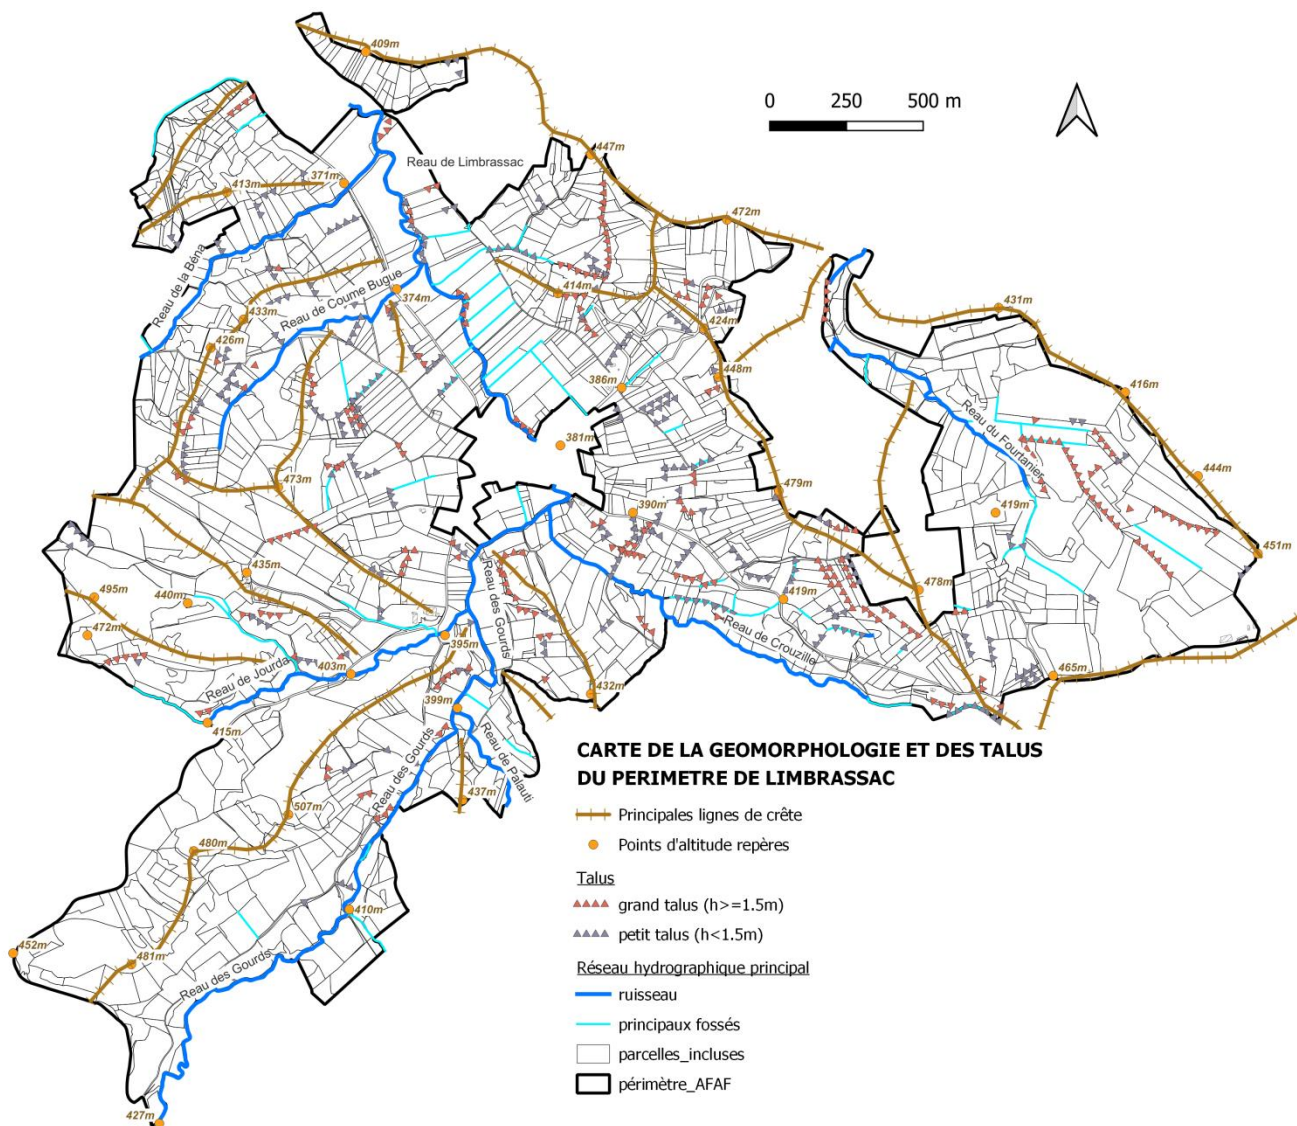 409m
0 250 500 m
447m
Reau de Limbrassac
371m
413m
472m
Reau de la Béna
Reau de Coume Bugue
374m
414m
431m
433m
424m
426m
386m
448m
416m
Reau du Fourtanier
381m
444m
473m
479m
390m
419m
451m
435m
495m
440m
Reau des Gourds
478m
419m
472m
395m
Reau de Crouzille
403m
Reau de Jourda
465m
432m
399m
415m
Reau des Gourds
Reau de Palauti
CARTE DE LA GEOMORPHOLOGIE ET DES TALUS
DU PERIMETRE DE LIMBRASSAC
437m
507m
Principales lignes de crête
480m
Points d'altitude repères
Talus
grand talus (h>=1.5m)
410m
petit talus (h<1.5m)
452m
481m
Reau des Gourds
Réseau hydrographique principal
ruisseau
principaux fossés
parcelles_incluses
périmètre_AFAF
427m